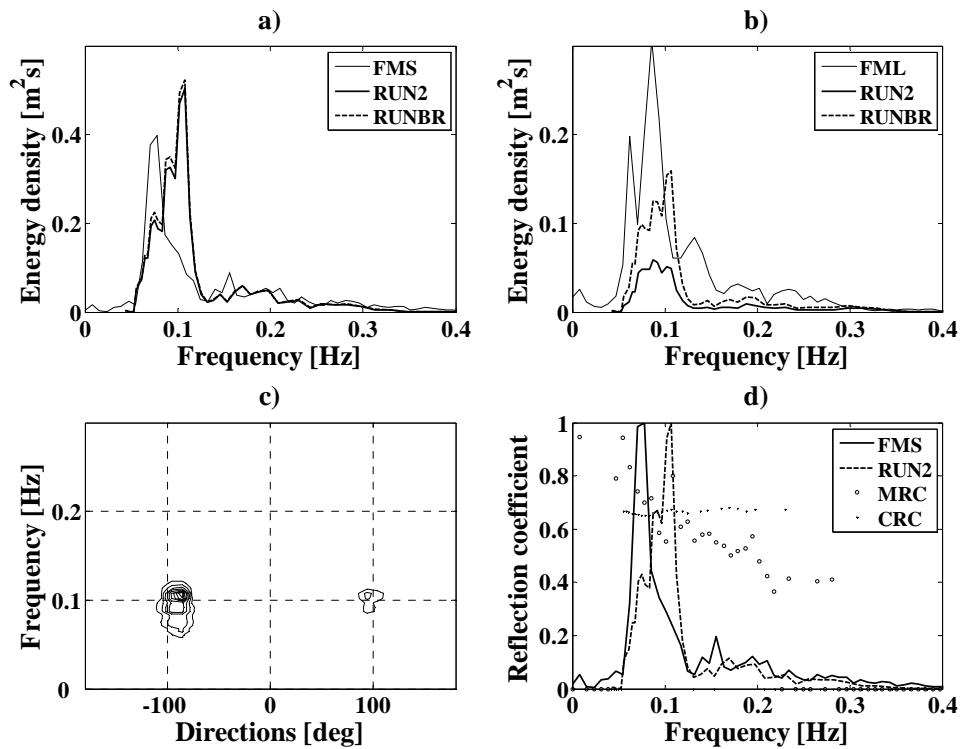 a)
Energy density [m²s]
0.4
0.2
0
FMS
RUN2
RUNBR
0 0.1 0.2 0.3 0.4
Frequency [Hz]
b)
Energy density [m²s]
0.2
0.1
0
FML
RUN2
RUNBR
0 0.1 0.2 0.3 0.4
Frequency [Hz]
c)
Frequency [Hz]
0.2
0.1
0
-100 0 100
Directions [deg]
d)
Reflection coefficient
1
0.8
0.6
0.4
0.2
0
FMS
RUN2
MRC
CRC
0 0.1 0.2 0.3 0.4
Frequency [Hz]